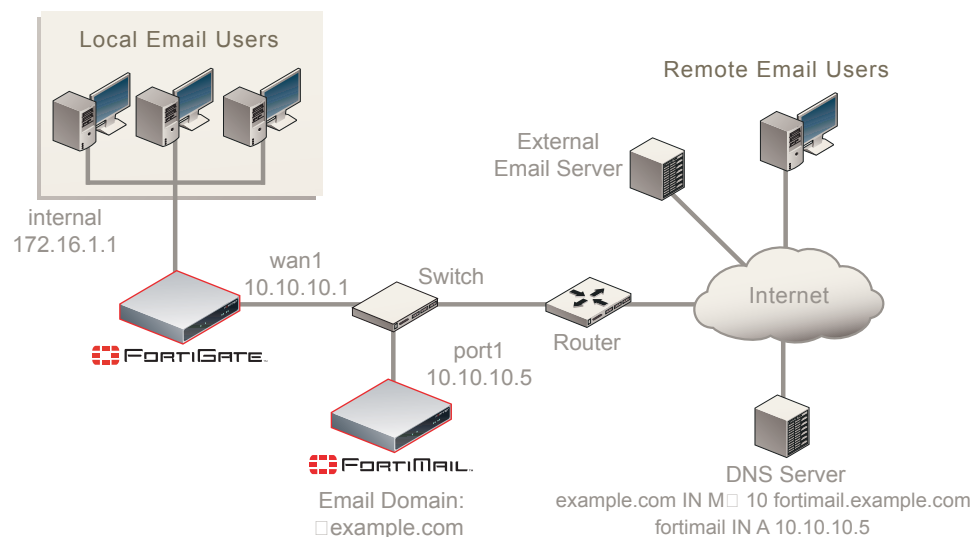 Local Email Users
Remote Email Users
External
Email Server
internal
172.16.1.1
wan1
10.10.10.1
Switch
Internet
Router
port1
10.10.10.5
FORTIGATE
FORTIMAIL
DNS Server
Email Domain:
□example.com
example.com IN M□ 10 fortimail.example.com
fortimail IN A 10.10.10.5